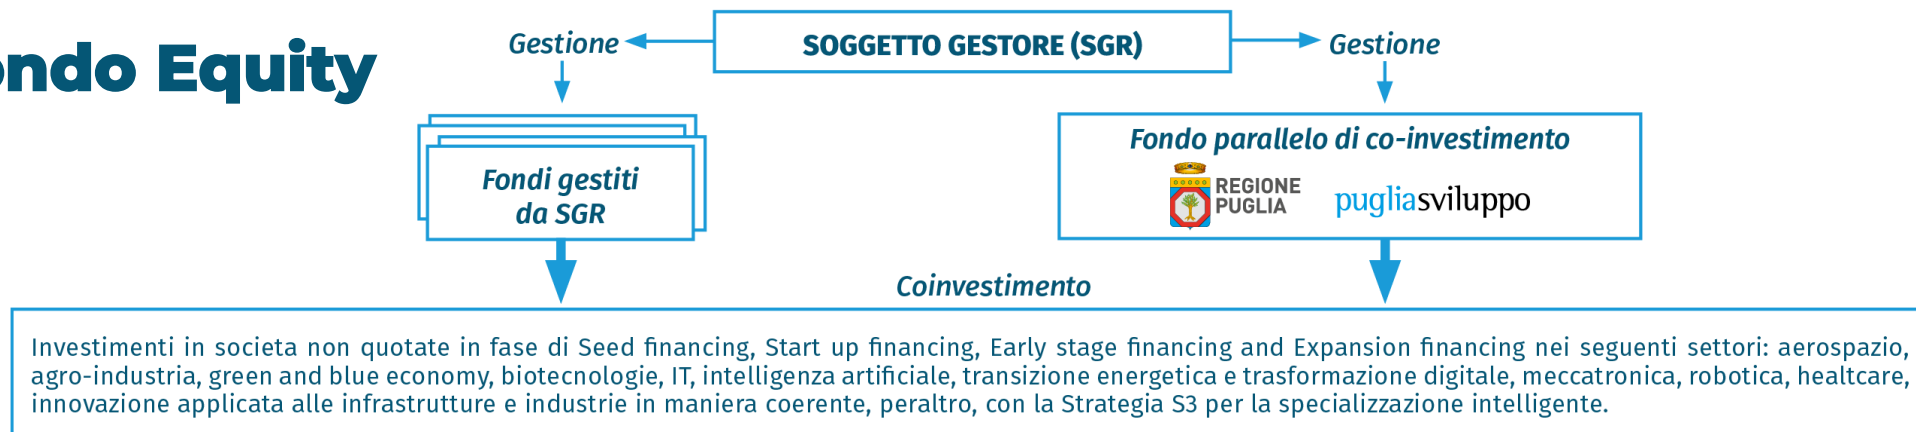 ondo Equity
Gestione
SOGGETTO GESTORE (SGR)
Gestione
Fondi gestiti
da SGR
Fondo parallelo di co-investimento
REGIONE
PUGLIA
pugliasviluppo
Coinvestimento
Investimenti in societa non quotate in fase di Seed financing, Start up financing, Early stage financing and Expansion financing nei seguenti settori: aerospazio,
agro-industria, green and blue economy, biotecnologie, IT, intelligenza artificiale, transizione energetica e trasformazione digitale, meccatronica, robotica, healtcare,
innovazione applicata alle infrastrutture e industrie in maniera coerente, peraltro, con la Strategia S3 per la specializzazione intelligente.